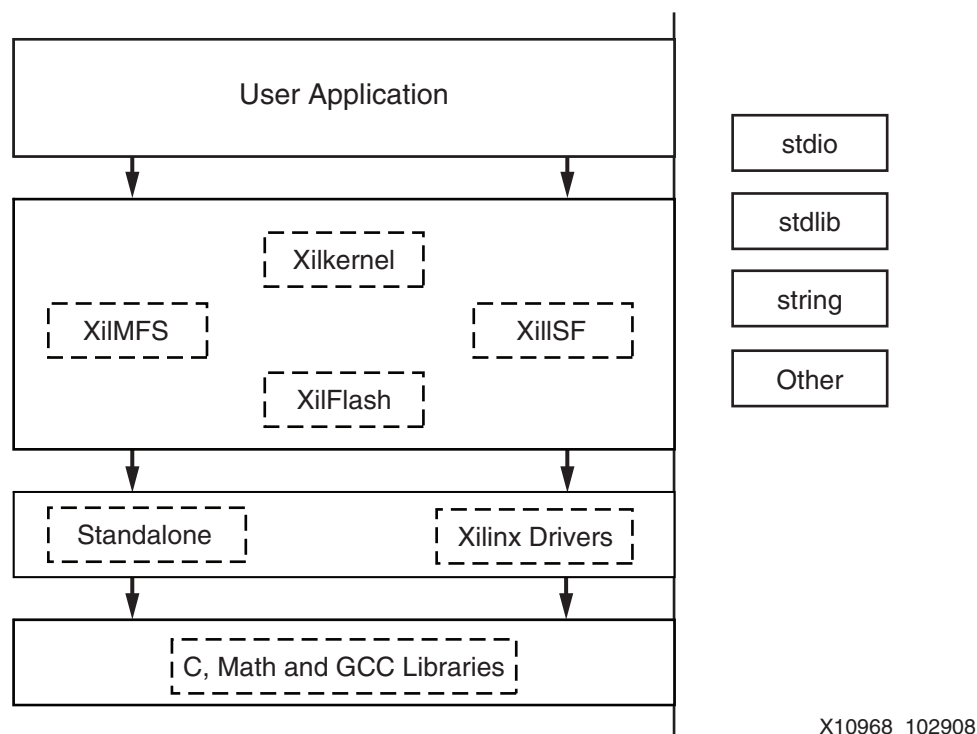 User Application
stdio
stdlib
Xilkernel
string
XilMFS
XilISF
Other
XilFlash
Standalone
Xilinx Drivers
C, Math and GCC Libraries
X10968_102908